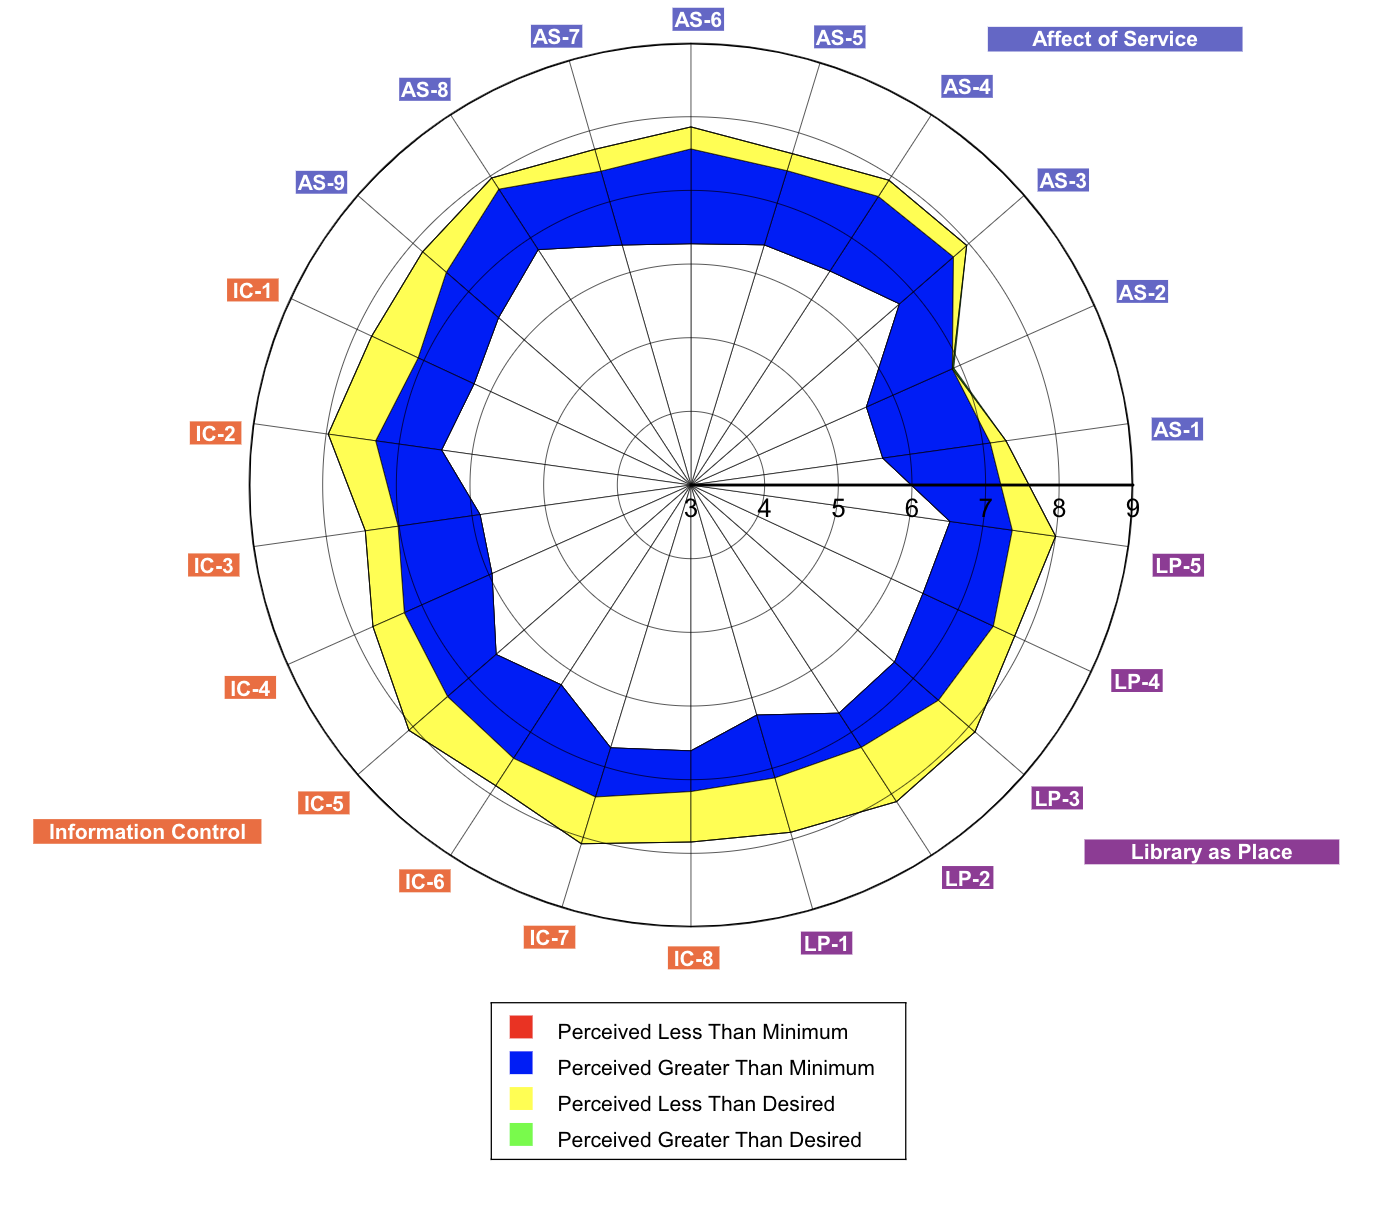 AS-6
AS-7
AS-5
Affect of Service
AS-8
AS-4
AS-9
AS-3
IC-1
AS-2
IC-2
AS-1
3 4 5 6 7 8 9
IC-3
LP-5
IC-4
LP-4
IC-5
LP-3
Information Control
Library as Place
IC-6
LP-2
IC-7
LP-1
IC-8
Perceived Less Than Minimum
Perceived Greater Than Minimum
Perceived Less Than Desired
Perceived Greater Than Desired